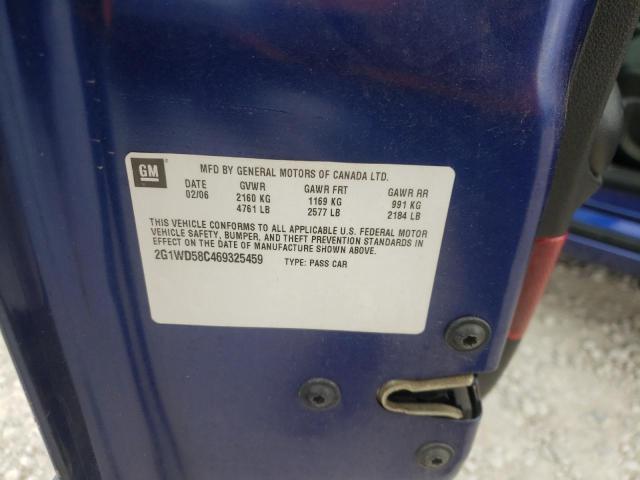 GM MFD BY GENERAL MOTORS OF CANADA LTD.
DATE GVWR GAWR FRT GAWR RR
02/06 2160 KG 1169 KG 991 KG
4761 LB 2577 LB 2184 LB
THIS VEHICLE CONFORMS TO ALL APPLICABLE U.S. FEDERAL MOTOR
VEHICLE SAFETY, BUMPER, AND THEFT PREVENTION STANDARDS IN
EFFECT ON THE DATE OF MANUFACTURE SHOWN ABOVE.
2G1WD58C469325459 TYPE: PASS CAR